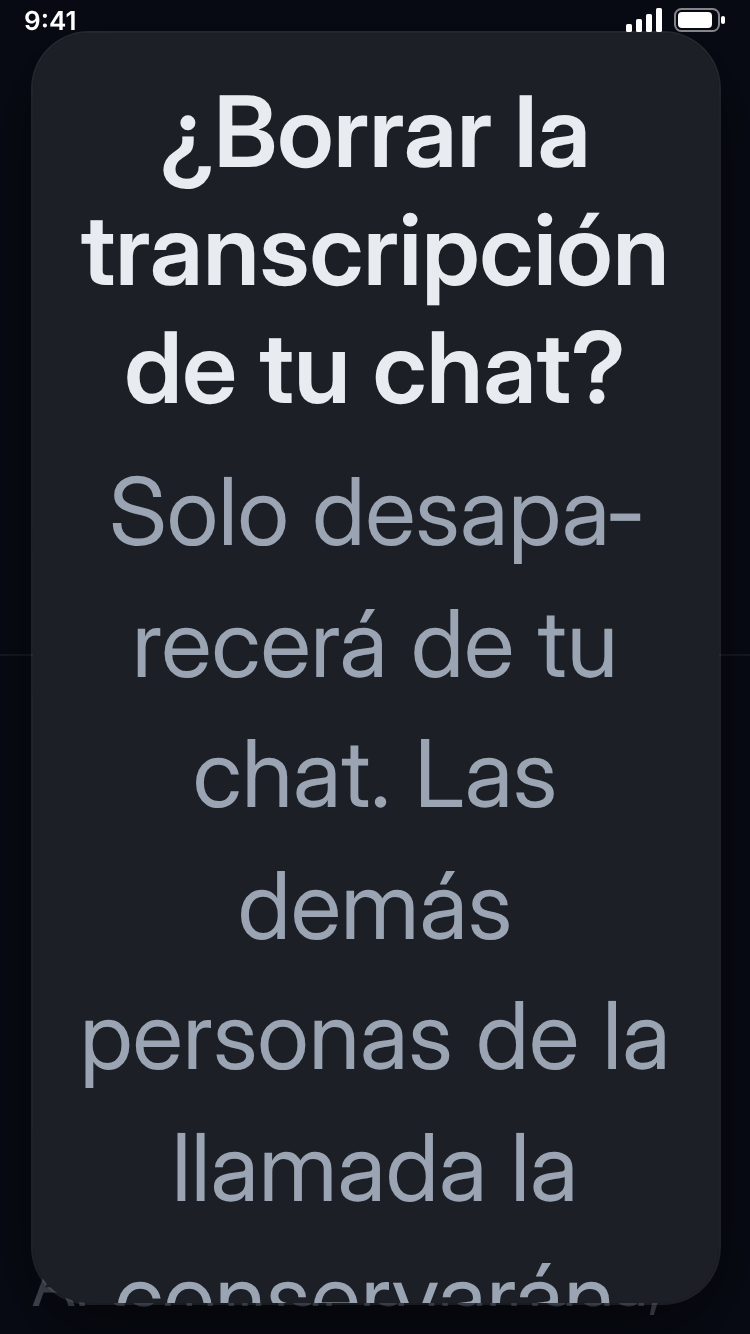 9:41
¿Borrar la
transcripción
de tu chat?
Solo desapa-
recerá de tu
chat. Las
demás
personas de la
llamada la
conservarán.